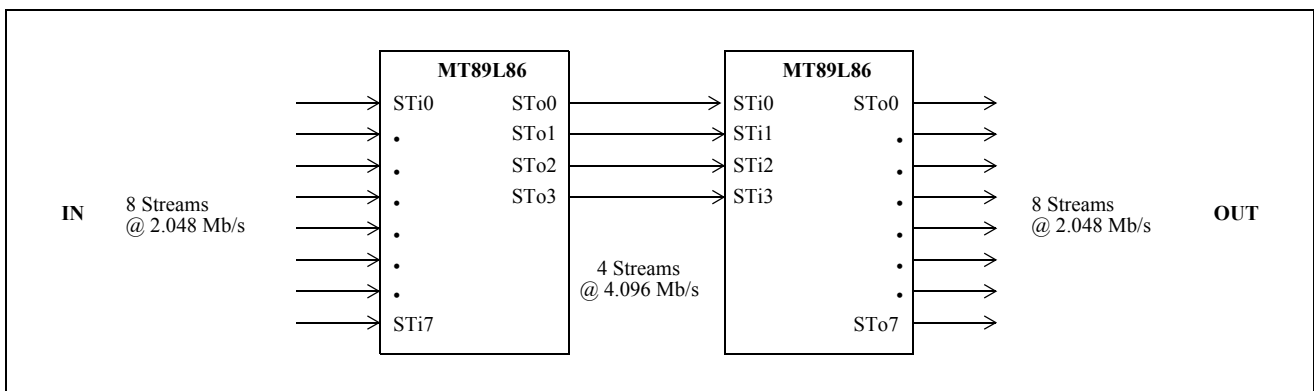 MT89L86
MT89L86
STi0 STo0
STi0 STo0
. STo1
STi1 .
. STo2
STi2 .
. STo3
STi3 .
IN
8 Streams
@ 2.048 Mb/s
8 Streams
@ 2.048 Mb/s
OUT
4 Streams
@ 4.096 Mb/s
STi7
STo7